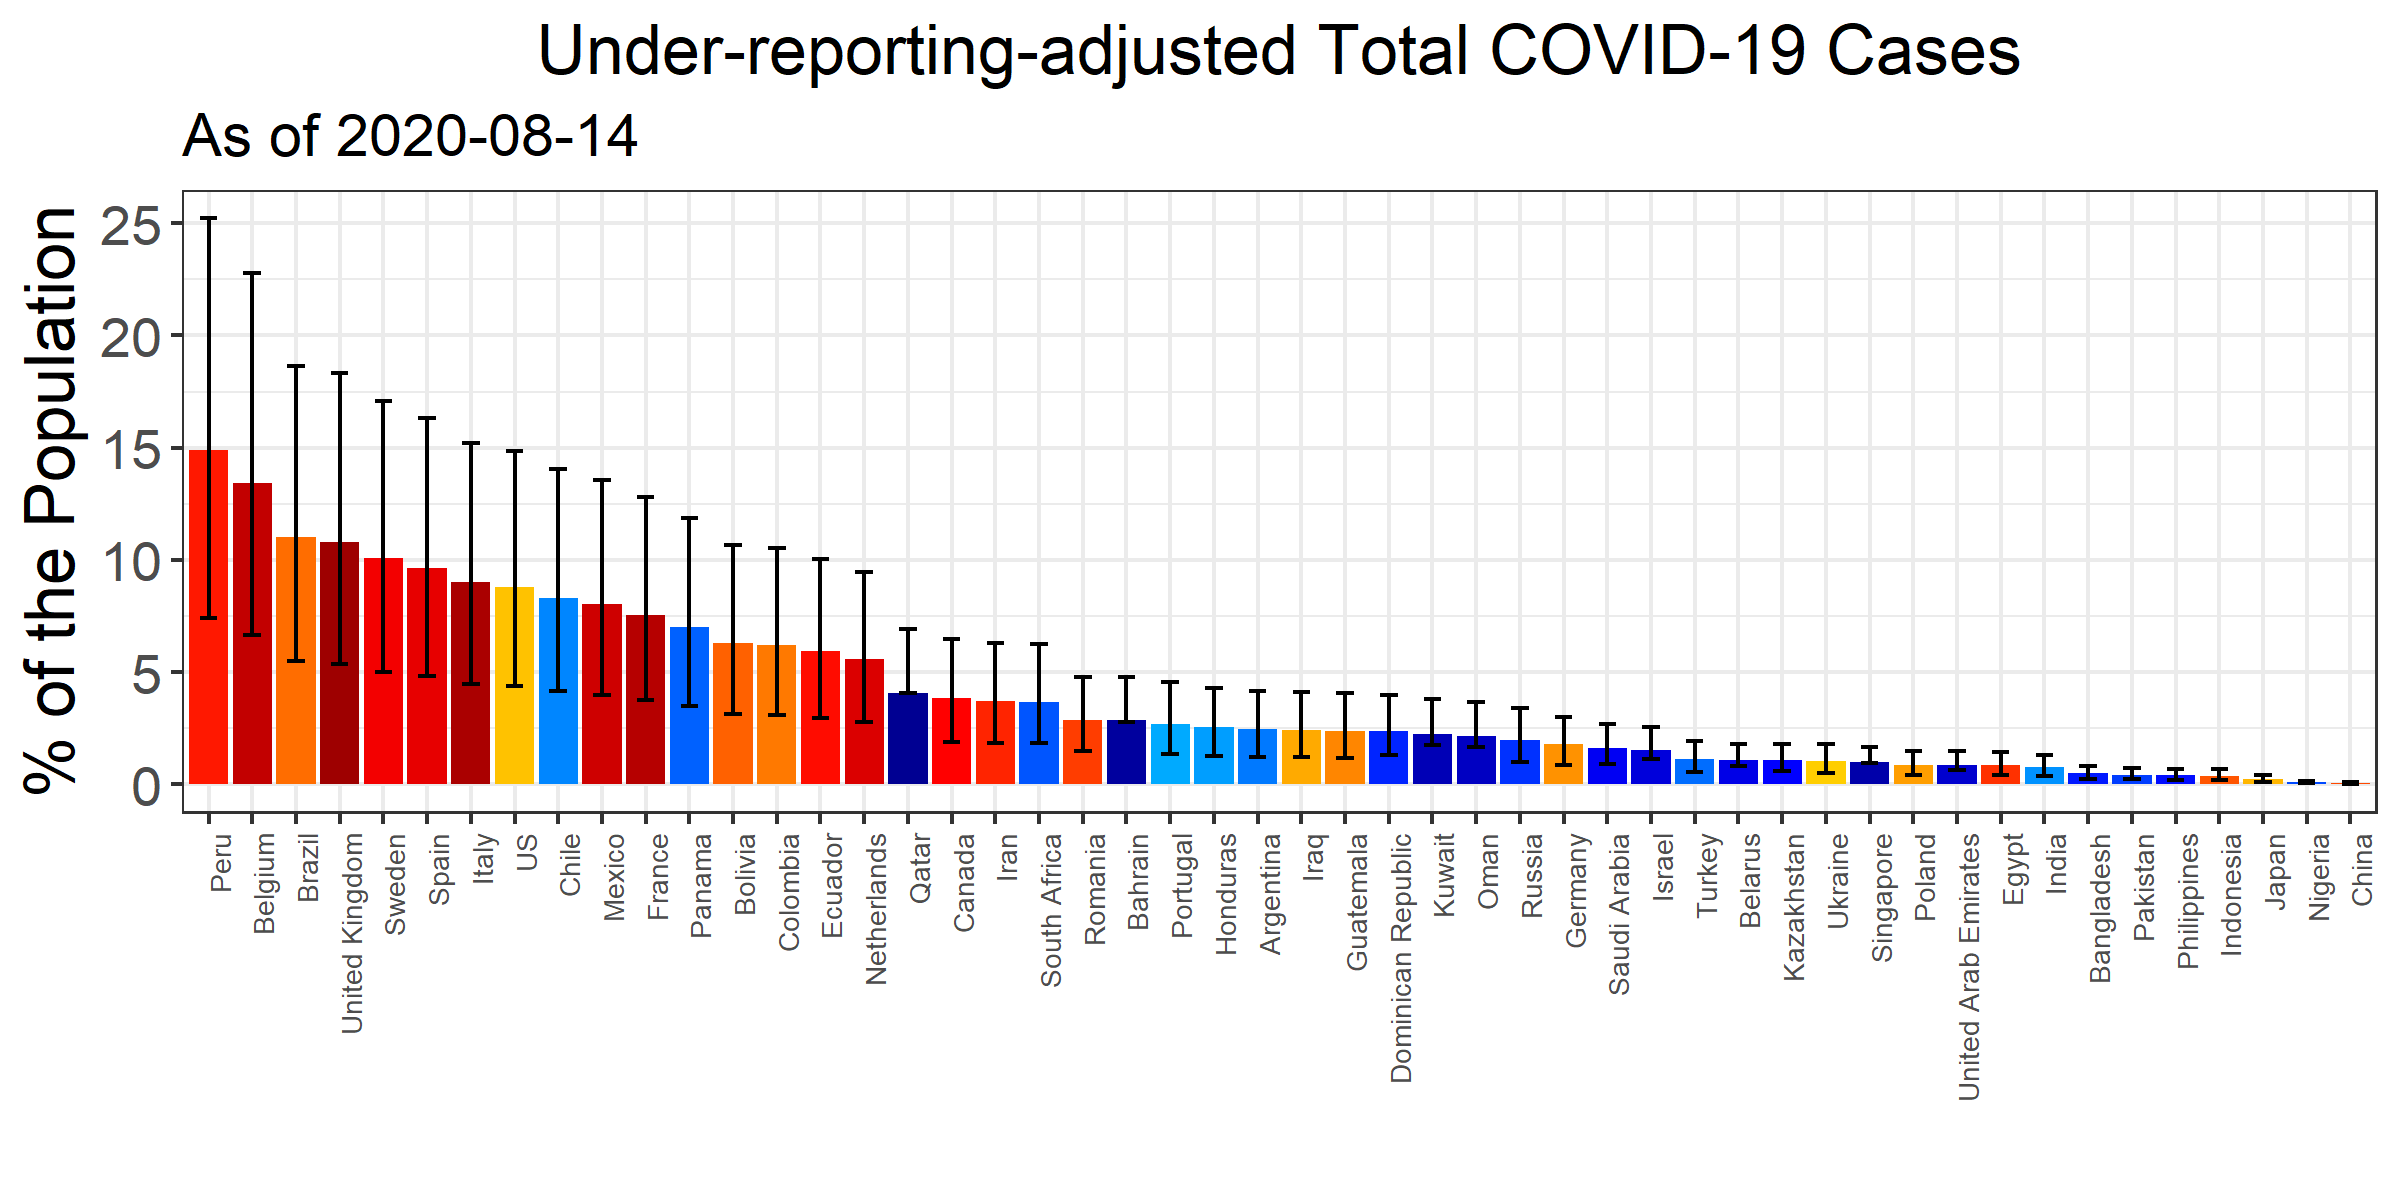 Under-reporting-adjusted Total COVID-19 Cases
As of 2020-08-14
% of the Population
25
20
15
10
5
0
Peru
Belgium
Brazil
United Kingdom
Sweden
Spain
Italy
US
Chile
Mexico
France
Panama
Bolivia
Colombia
Ecuador
Netherlands
Qatar
Canada
Iran
South Africa
Romania
Bahrain
Portugal
Honduras
Argentina
Iraq
Guatemala
Dominican Republic
Kuwait
Oman
Russia
Germany
Saudi Arabia
Israel
Turkey
Belarus
Kazakhstan
Ukraine
Singapore
Poland
United Arab Emirates
Egypt
India
Bangladesh
Pakistan
Philippines
Indonesia
Japan
Nigeria
China